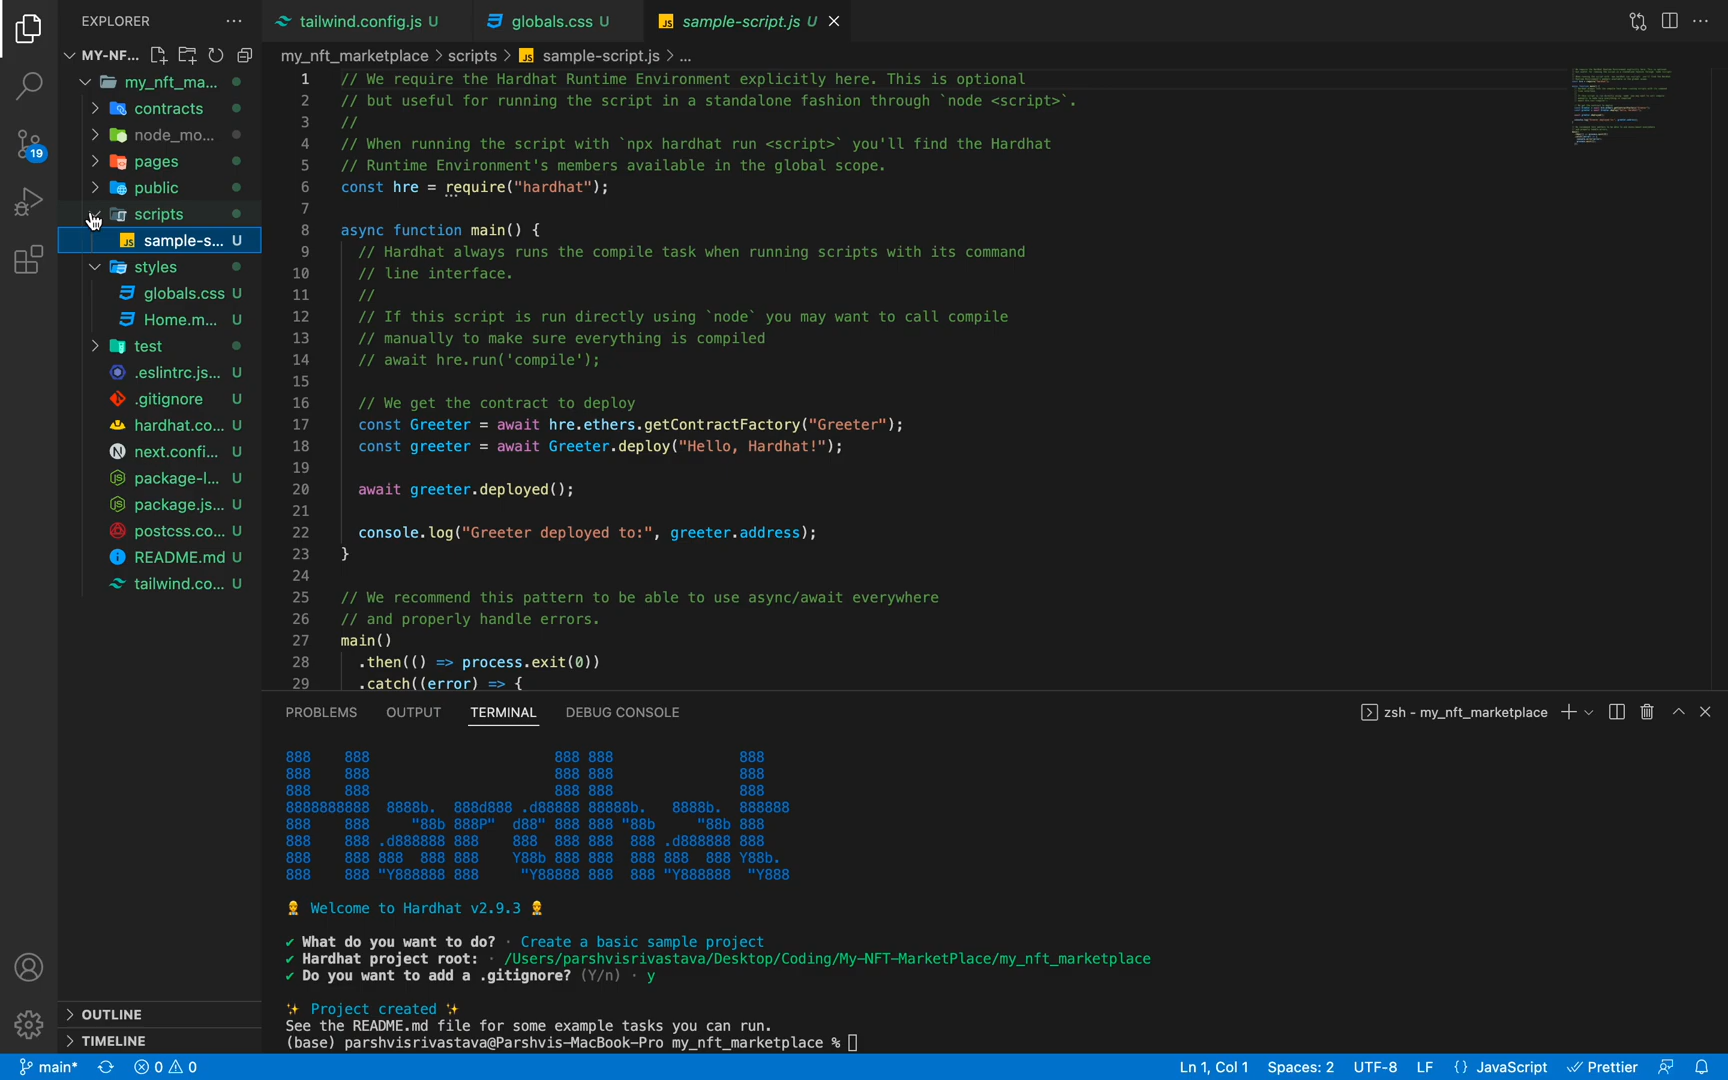 EXPLORER ...
MY-NF...
my_nft_ma...
contracts
node_mo...
pages
public
scripts
sample-s... U
styles
globals.css U
Home.m... U
test
.eslintrc.js... U
.gitignore U
hardhat.co... U
next.confi... U
package-l... U
package.js... U
postcss.co... U
README.md U
tailwind.co... U
OUTLINE
TIMELINE
19
tailwind.config.js U
globals.css U
JS sample-script.js U
my_nft_marketplace > scripts > JS sample-script.js > ...
1 // We require the Hardhat Runtime Environment explicitly here. This is optional
2 // but useful for running the script in a standalone fashion through `node <script>`.
3 //
4 // When running the script with `npx hardhat run <script>` you'll find the Hardhat
5 // Runtime Environment's members available in the global scope.
6 const hre = require("hardhat");
7
8 async function main() {
9 // Hardhat always runs the compile task when running scripts with its command
10 // line interface.
11 //
12 // If this script is run directly using `node` you may want to call compile
13 // manually to make sure everything is compiled
14 // await hre.run('compile');
15
16 // We get the contract to deploy
17 const Greeter = await hre.ethers.getContractFactory("Greeter");
18 const greeter = await Greeter.deploy("Hello, Hardhat!");
19
20 await greeter.deployed();
21
22 console.log("Greeter deployed to:", greeter.address);
23 }
24
25 // We recommend this pattern to be able to use async/await everywhere
26 // and properly handle errors.
27 main()
28 .then(() => process.exit(0))
29 .catch((error) => {
PROBLEMS OUTPUT TERMINAL DEBUG CONSOLE
zsh - my_nft_marketplace
888    888                      888 888               888
888    888                      888 888               888
888    888                      888 888               888
8888888888  8888b.  888d888 .d88888 88888b.   8888b.  888888
888    888     "88b 888P"  d88" 888 888 "88b     "88b 888
888    888 .d888888 888    888  888 888  888 .d888888 888
888    888 888  888 888    Y88b 888 888  888 888  888 Y88b.
888    888 "Y888888 888     "Y88888 888  888 "Y888888  "Y888
Welcome to Hardhat v2.9.3
✔ What do you want to do? · Create a basic sample project
✔ Hardhat project root: · /Users/parshvisrivastava/Desktop/Coding/My-NFT-MarketPlace/my_nft_marketplace
✔ Do you want to add a .gitignore? (Y/n) · y
✨ Project created ✨
See the README.md file for some example tasks you can run.
(base) parshvisrivastava@Parshvis-MacBook-Pro my_nft_marketplace %
main* 0 0
Ln 1, Col 1 Spaces: 2 UTF-8 LF {} JavaScript Prettier